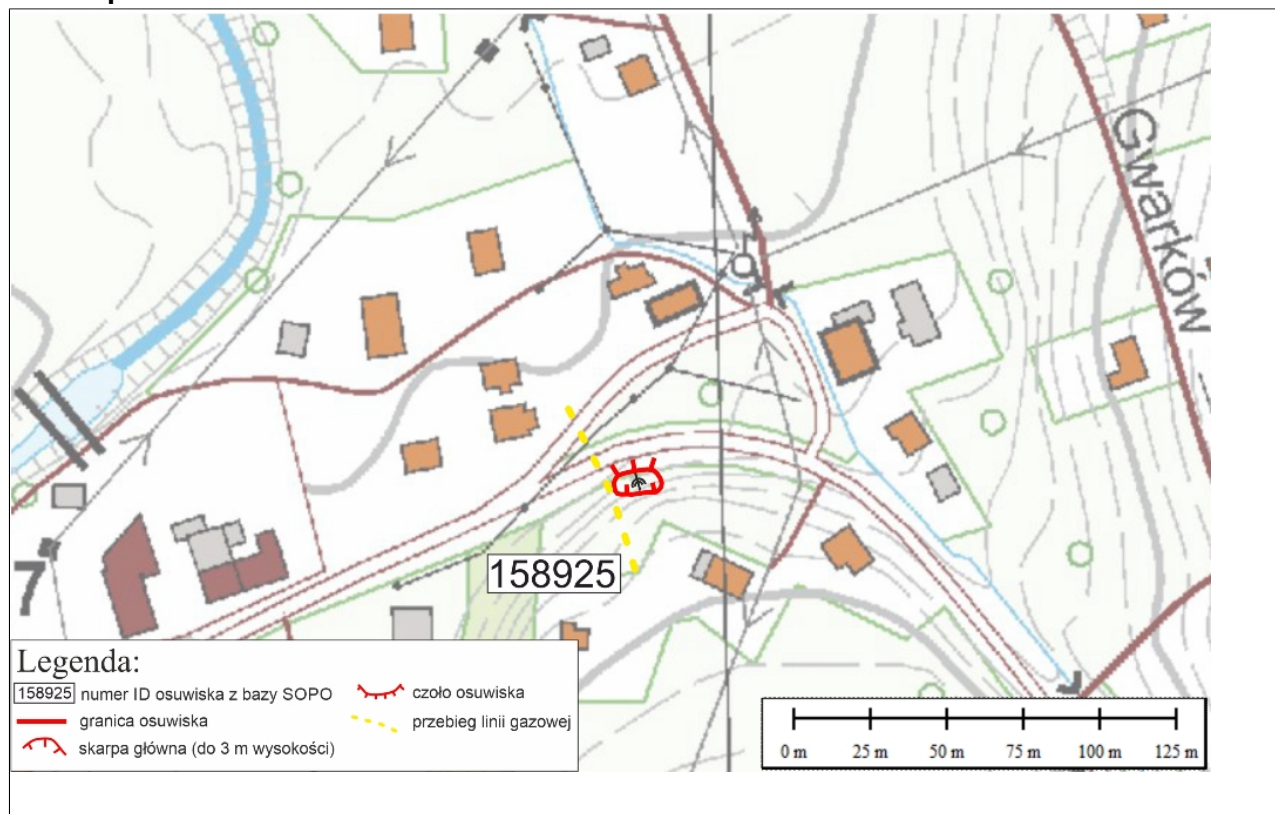 Gwarków
158925
7
Legenda:
158925 numer ID osuwiska z bazy SOPO
granica osuwiska
skarpa główna (do 3 m wysokości)
czoło osuwiska
przebieg linii gazowej
0 m 25 m 50 m 75 m 100 m 125 m